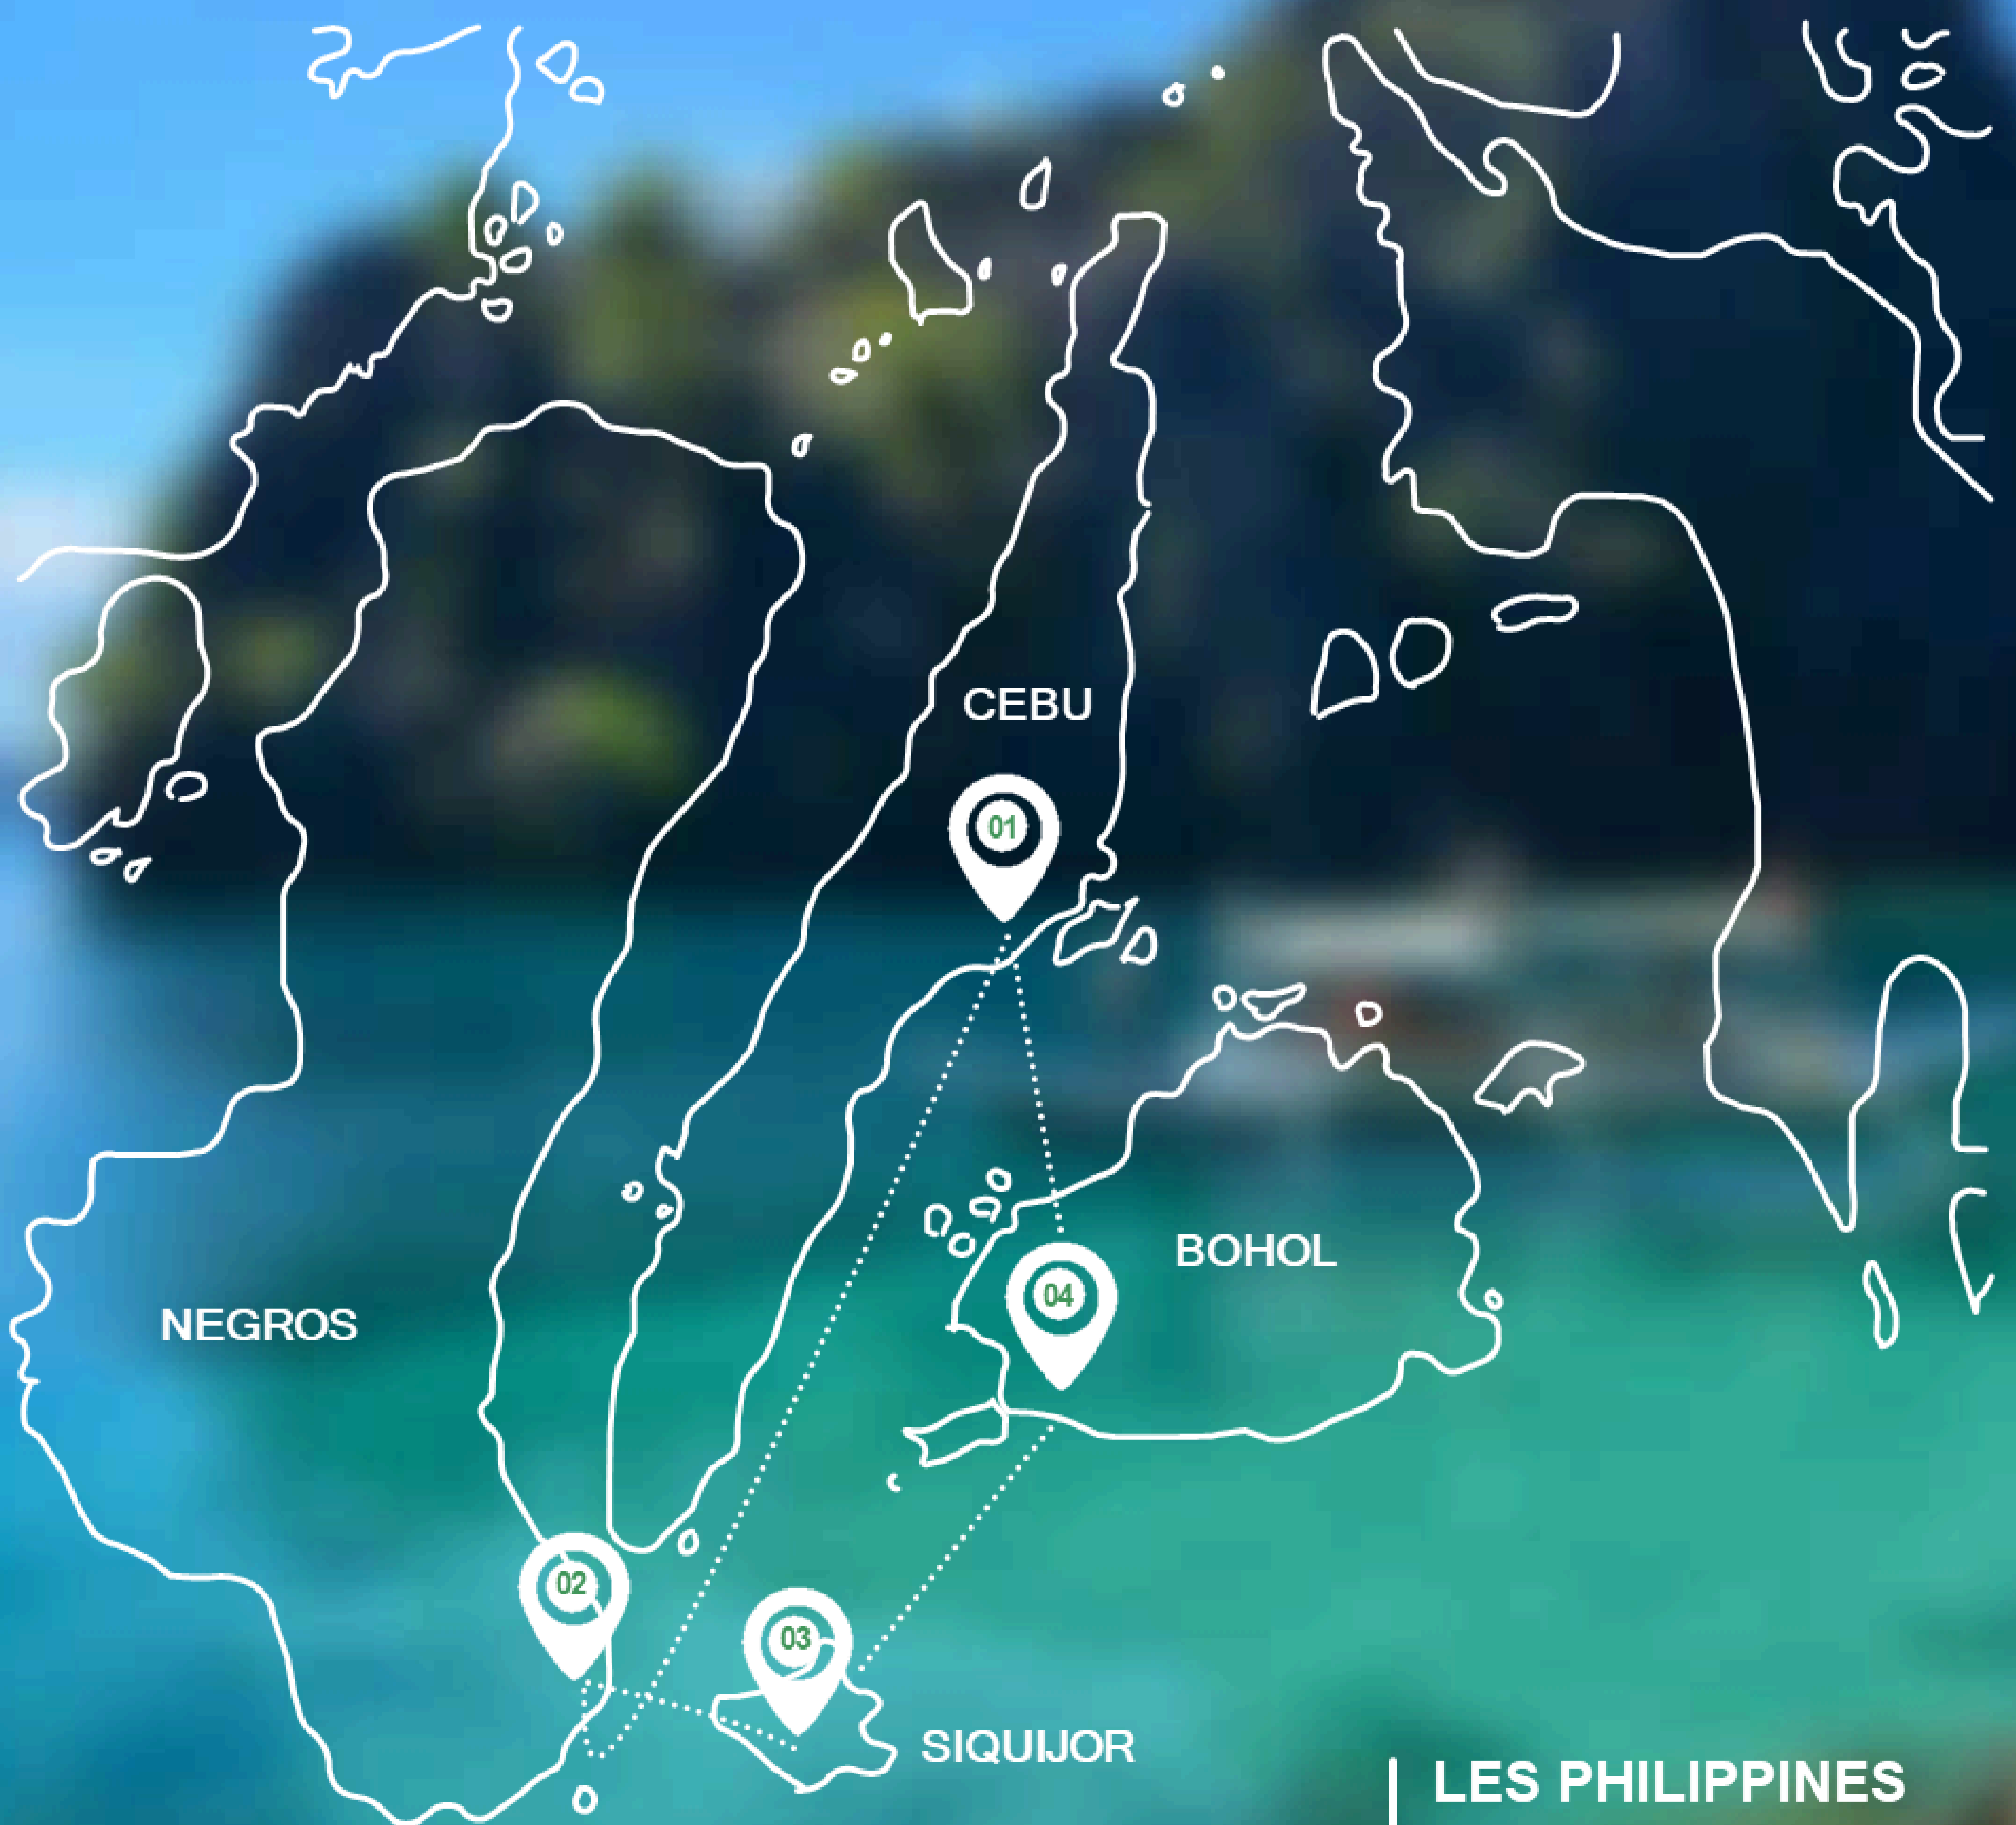 CEBU
01
BOHOL
04
NEGROS
02
03
SIQUIJOR
LES PHILIPPINES